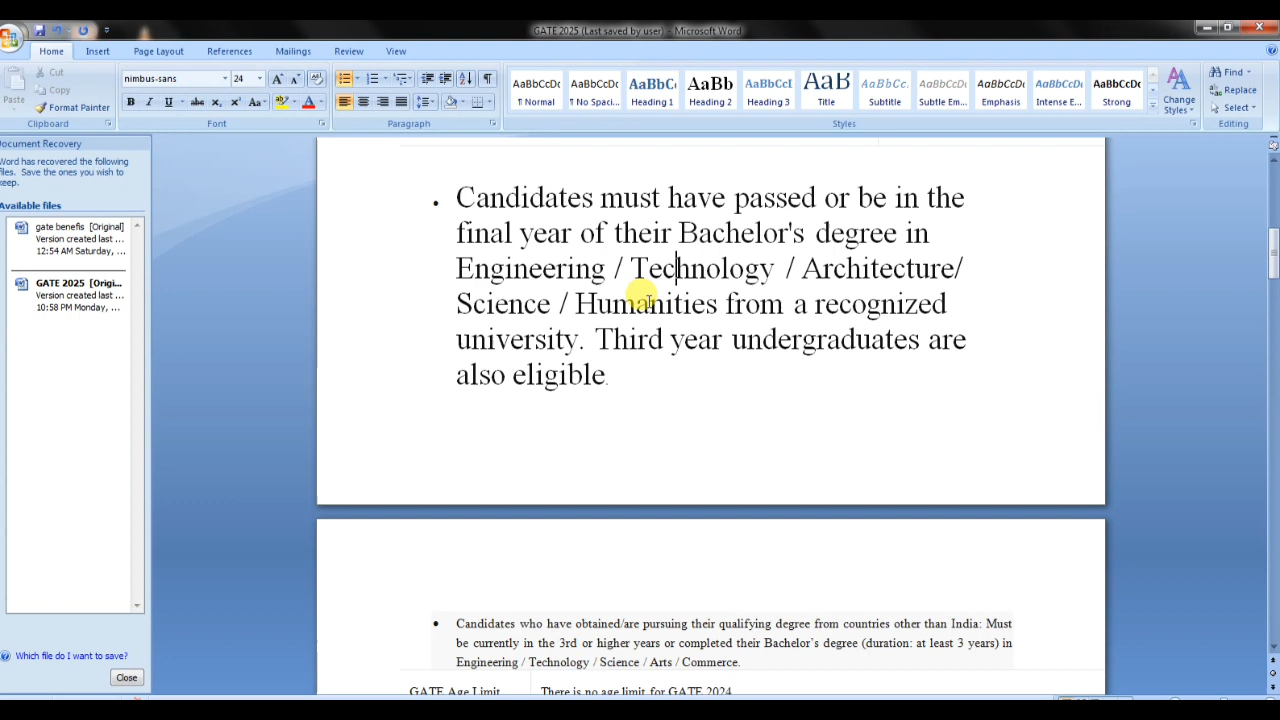 GATE 2025 (Last saved by user) - Microsoft Word
Home Insert Page Layout References Mailings Review View
Cut
Copy
Format Painter
Paste
Clipboard
nimbus-sans 24
Font
Paragraph
AaBbCcDc AaBbCcDc AaBbC AaBb AaBbCcI AaB AaBbCcDc AaBbCcDc AaBbCcDc AaBbCcDc AaBbCcDc
¶ Normal ¶ No Spaci... Heading 1 Heading 2 Heading 3 Title Subtitle Subtle Em... Emphasis Intense E... Strong
Styles
Change Styles
Find
Replace
Select
Editing
Document Recovery
Word has recovered the following
files. Save the ones you wish to
keep.
Available files
gate benefis [Original]
Version created last ...
12:54 AM Saturday, ...
GATE 2025 [Origi...
Version created last ...
10:58 PM Monday, ...
Which file do I want to save?
Close
• Candidates must have passed or be in the
final year of their Bachelor's degree in
Engineering / Technology / Architecture/
Science / Humanities from a recognized
university. Third year undergraduates are
also eligible.
• Candidates who have obtained/are pursuing their qualifying degree from countries other than India: Must
be currently in the 3rd or higher years or completed their Bachelor’s degree (duration: at least 3 years) in
Engineering / Technology / Science / Arts / Commerce.
GATE Age Limit There is no age limit for GATE 2024